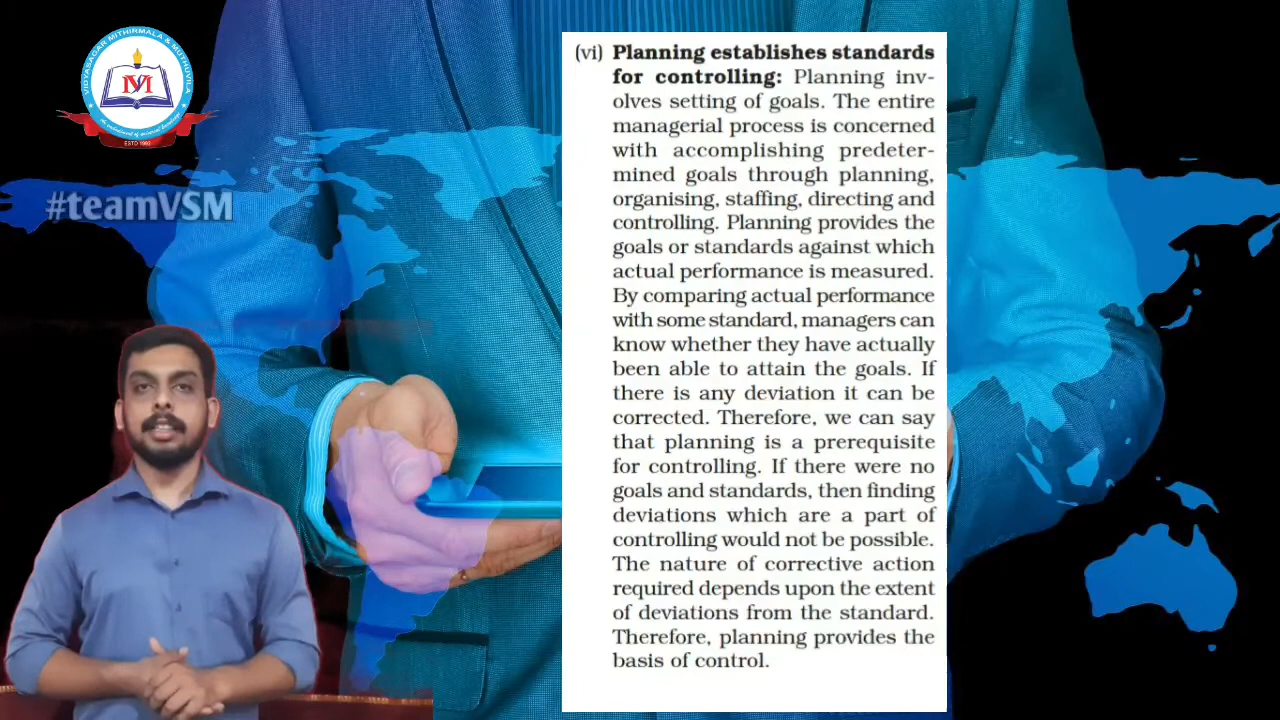 VIDYASAGAR MITHIRMALA & MUTHUVILA
ESTD 1993
#teamVSM
(vi) Planning establishes standards
for controlling: Planning inv-
olves setting of goals. The entire
managerial process is concerned
with accomplishing predeter-
mined goals through planning,
organising, staffing, directing and
controlling. Planning provides the
goals or standards against which
actual performance is measured.
By comparing actual performance
with some standard, managers can
know whether they have actually
been able to attain the goals. If
there is any deviation it can be
corrected. Therefore, we can say
that planning is a prerequisite
for controlling. If there were no
goals and standards, then finding
deviations which are a part of
controlling would not be possible.
The nature of corrective action
required depends upon the extent
of deviations from the standard.
Therefore, planning provides the
basis of control.